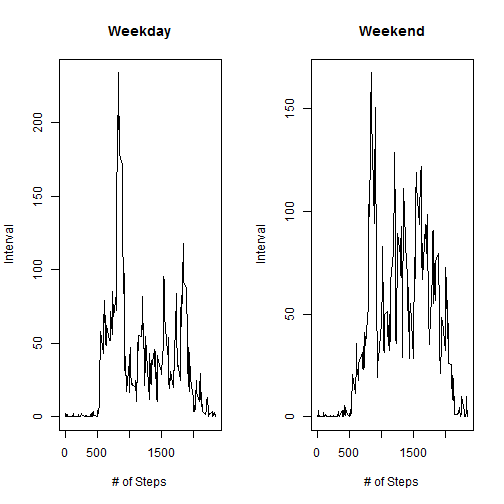 Weekday
Weekend
Interval
0 50 100 150 200
0 500 1500
# of Steps
Interval
0 50 100 150
0 500 1500
# of Steps